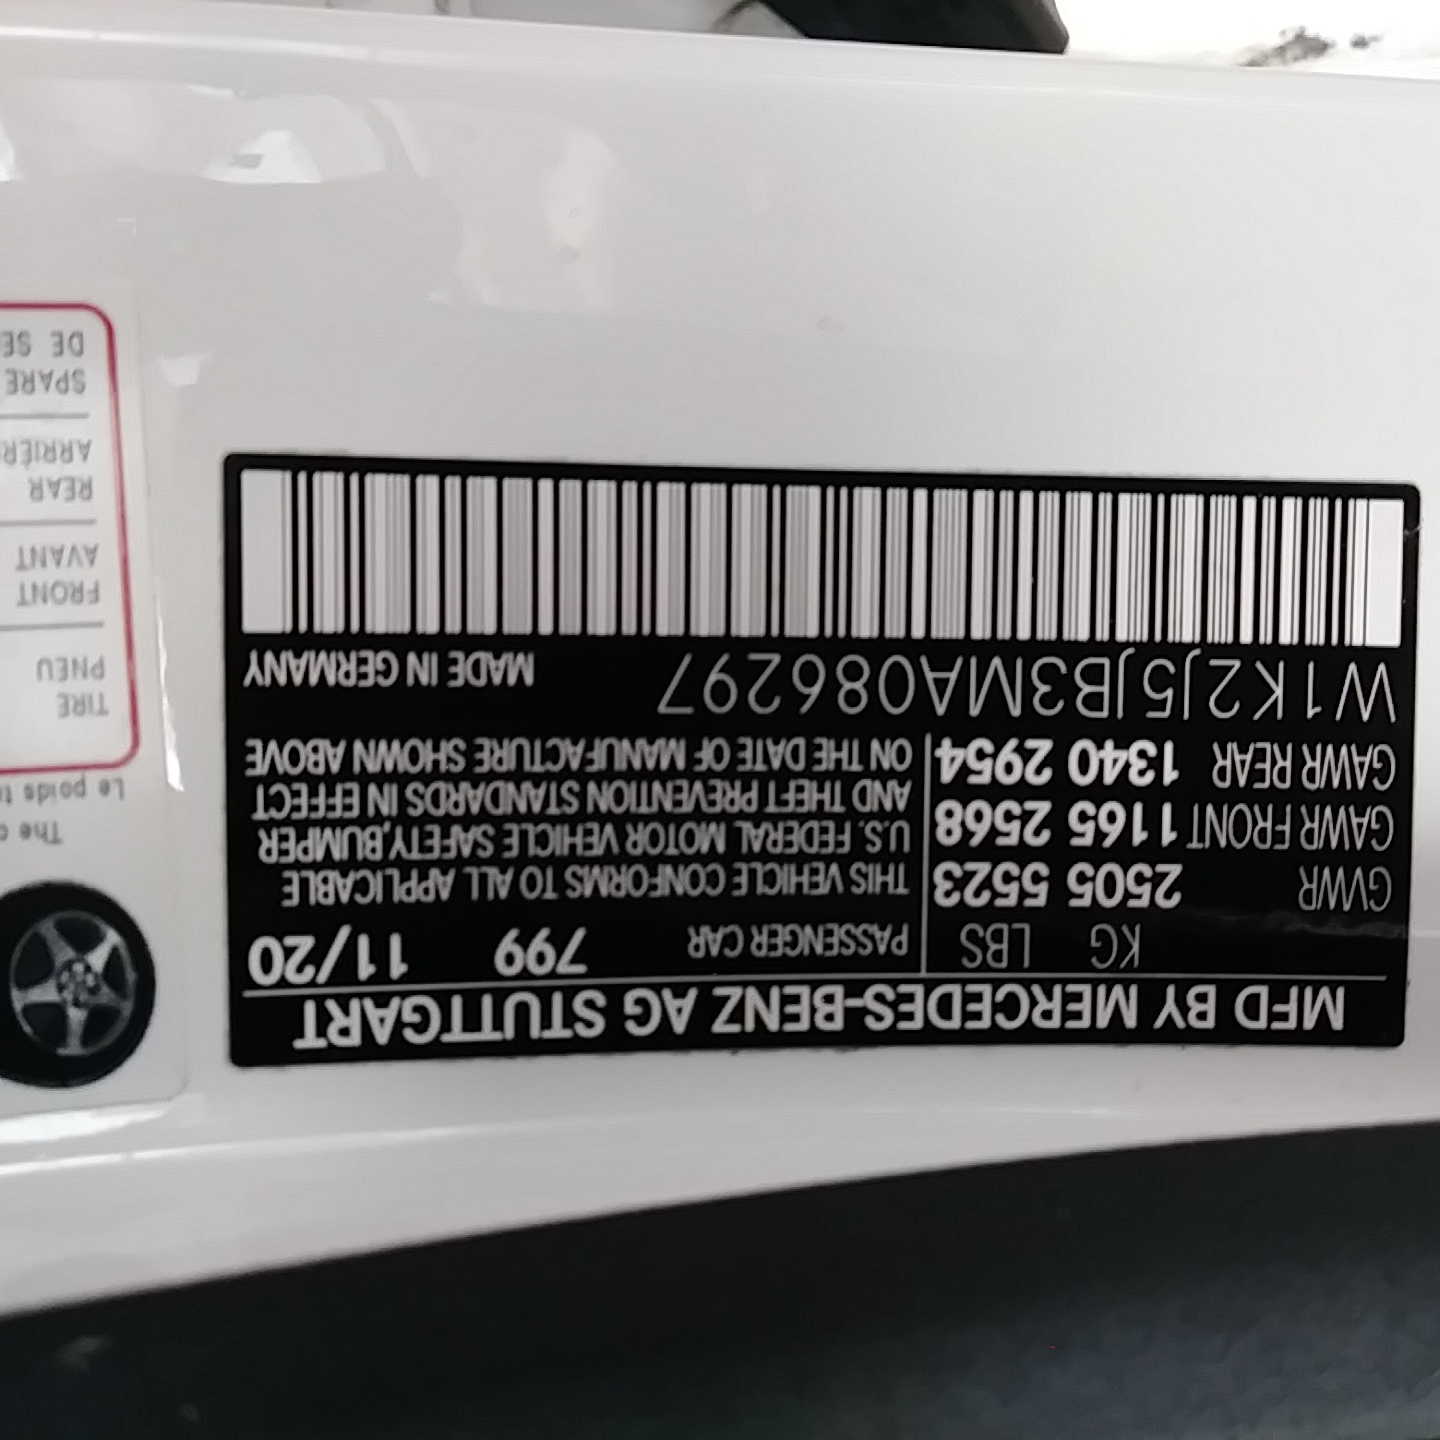 MFD BY MERCEDES-BENZ AG STUTTGART
KG LBS
GVWR 2505 5523
GAWR FRONT 1165 2568
GAWR REAR 1340 2954
PASSENGER CAR 799 11/20
THIS VEHICLE CONFORMS TO ALL APPLICABLE
U.S. FEDERAL MOTOR VEHICLE SAFETY,BUMPER
AND THEFT PREVENTION STANDARDS IN EFFECT
ON THE DATE OF MANUFACTURE SHOWN ABOVE
W1K2J5JB3MA086297 MADE IN GERMANY
The
Le poids
TIRE
PNEU
FRONT
AVANT
REAR
SPARE
DE